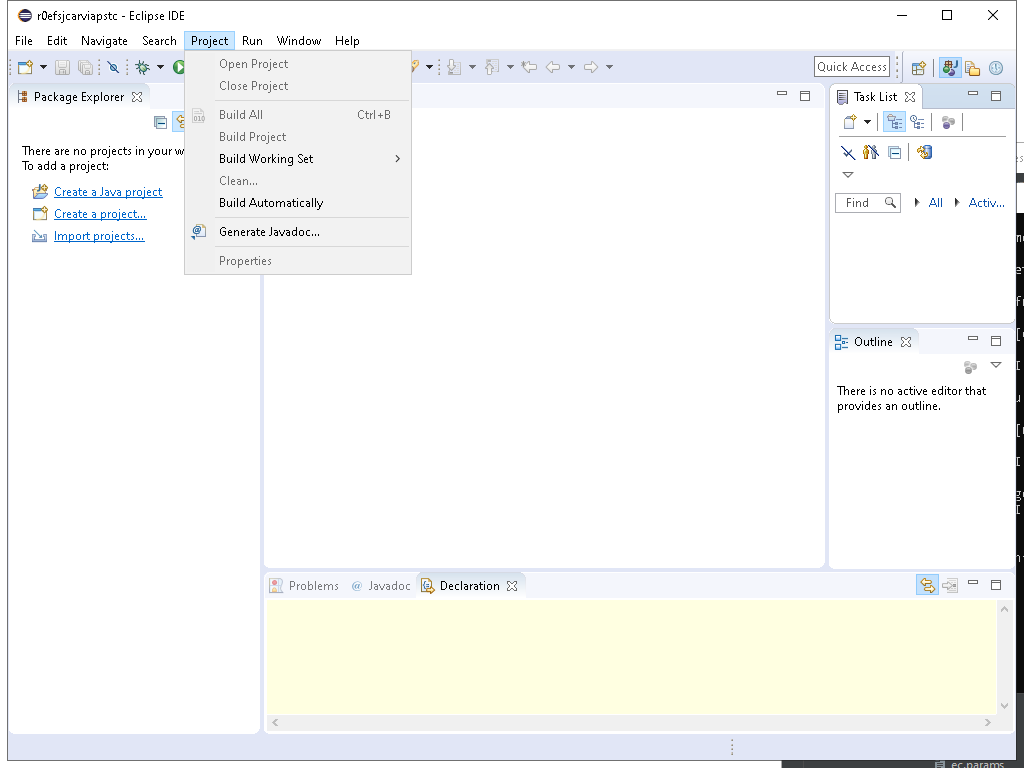 r0efsjcarviapstc - Eclipse IDE
File Edit Navigate Search Project Run Window Help
Open Project
Close Project
Build All Ctrl+B
Build Project
Build Working Set
Clean...
Build Automatically
Generate Javadoc...
Properties
Quick Access
Package Explorer
There are no projects in your w
To add a project:
Create a Java project
Create a project...
Import projects...
Task List
Find All Activ...
Outline
There is no active editor that
provides an outline.
Problems @ Javadoc Declaration
ec.params